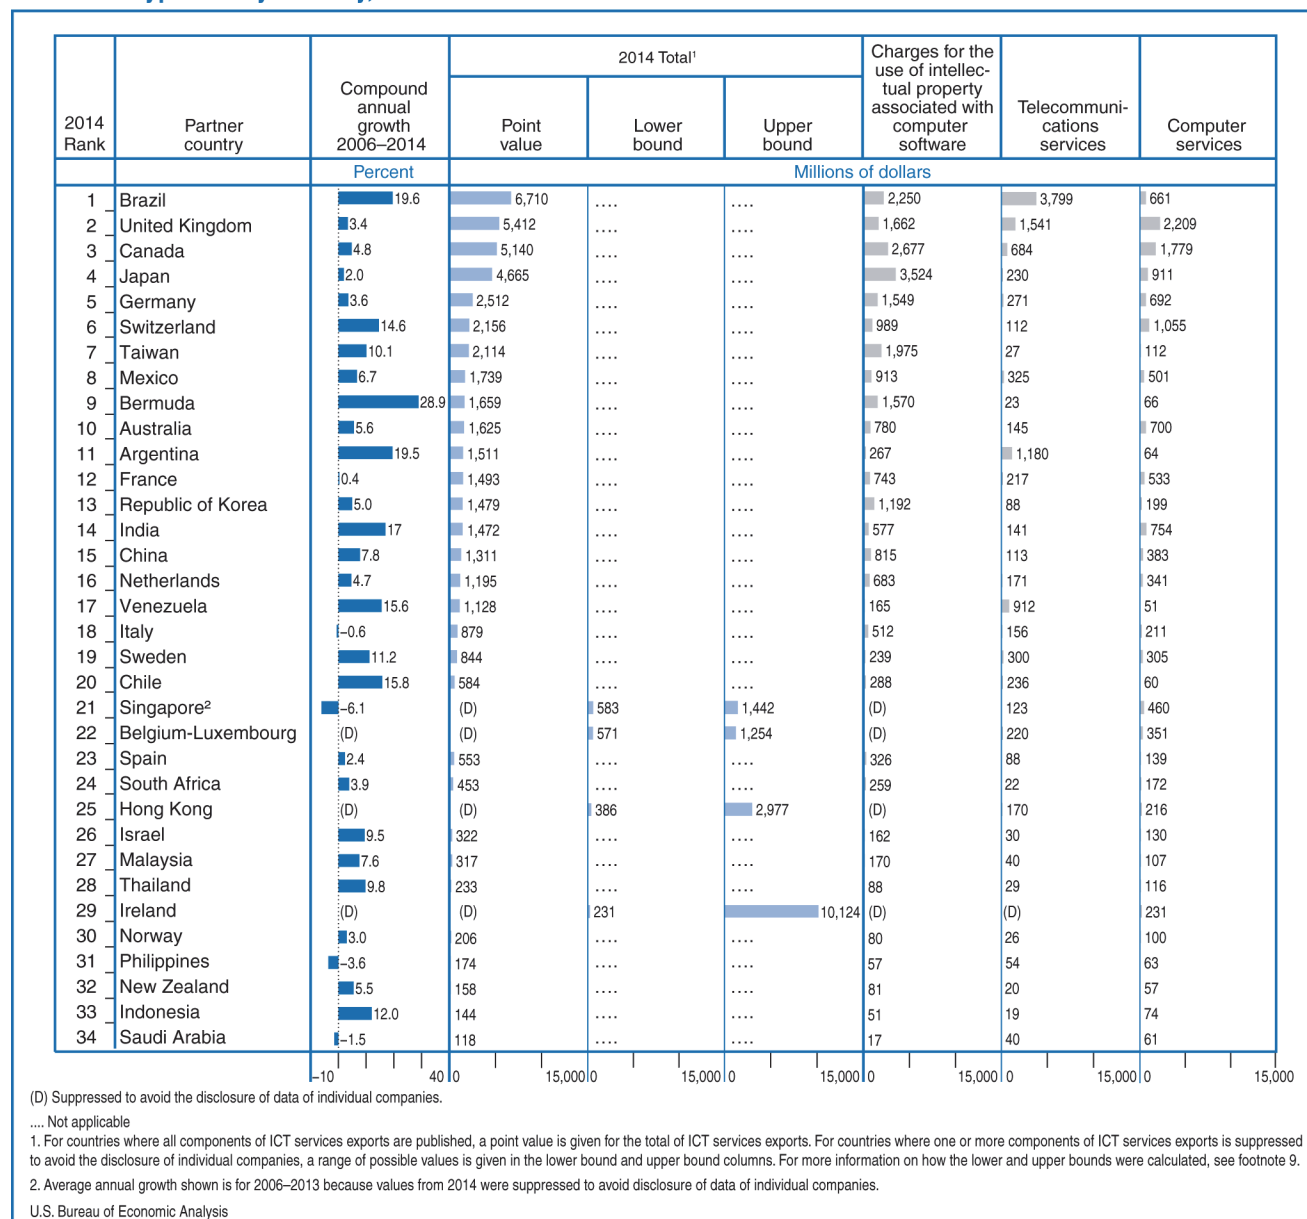 2014 Total¹
2014
Rank
Partner
country
Compound
annual
growth
2006–2014
Point
value
Lower
bound
Upper
bound
Charges for the
use of intellec-
tual property
associated with
computer
software
Telecommuni-
cations
services
Computer
services
Percent Millions of dollars
1 Brazil 19.6 6,710 .... .... 2,250 3,799 661
2 United Kingdom 3.4 5,412 .... .... 1,662 1,541 2,209
3 Canada 4.8 5,140 .... .... 2,677 684 1,779
4 Japan 2.0 4,665 .... .... 3,524 230 911
5 Germany 3.6 2,512 .... .... 1,549 271 692
6 Switzerland 14.6 2,156 .... .... 989 112 1,055
7 Taiwan 10.1 2,114 .... .... 1,975 27 112
8 Mexico 6.7 1,739 .... .... 913 325 501
9 Bermuda 28.9 1,659 .... .... 1,570 23 66
10 Australia 5.6 1,625 .... .... 780 145 700
11 Argentina 19.5 1,511 .... .... 267 1,180 64
12 France 0.4 1,493 .... .... 743 217 533
13 Republic of Korea 5.0 1,479 .... .... 1,192 88 199
14 India 17 1,472 .... .... 577 141 754
15 China 7.8 1,311 .... .... 815 113 383
16 Netherlands 4.7 1,195 .... .... 683 171 341
17 Venezuela 15.6 1,128 .... .... 165 912 51
18 Italy –0.6 879 .... .... 512 156 211
19 Sweden 11.2 844 .... .... 239 300 305
20 Chile 15.8 584 .... .... 288 236 60
21 Singapore² –6.1 (D) 583 1,442 (D) 123 460
22 Belgium-Luxembourg (D) (D) 571 1,254 (D) 220 351
23 Spain 2.4 553 .... .... 326 88 139
24 South Africa 3.9 453 .... .... 259 22 172
25 Hong Kong (D) (D) 386 2,977 (D) 170 216
26 Israel 9.5 322 .... .... 162 30 130
27 Malaysia 7.6 317 .... .... 170 40 107
28 Thailand 9.8 233 .... .... 88 29 116
29 Ireland (D) (D) 231 10,124 (D) (D) 231
30 Norway 3.0 206 .... .... 80 26 100
31 Philippines –3.6 174 .... .... 57 54 63
32 New Zealand 5.5 158 .... .... 81 20 57
33 Indonesia 12.0 144 .... .... 51 19 74
34 Saudi Arabia –1.5 118 .... .... 17 40 61
–10 40 0 15,000 0 15,000 0 15,000 0 15,000 0 15,000 0 15,000
(D) Suppressed to avoid the disclosure of data of individual companies.
.... Not applicable
1. For countries where all components of ICT services exports are published, a point value is given for the total of ICT services exports. For countries where one or more components of ICT services exports is suppressed
to avoid the disclosure of individual companies, a range of possible values is given in the lower bound and upper bound columns. For more information on how the lower and upper bounds were calculated, see footnote 9.
2. Average annual growth shown is for 2006–2013 because values from 2014 were suppressed to avoid disclosure of data of individual companies.
U.S. Bureau of Economic Analysis